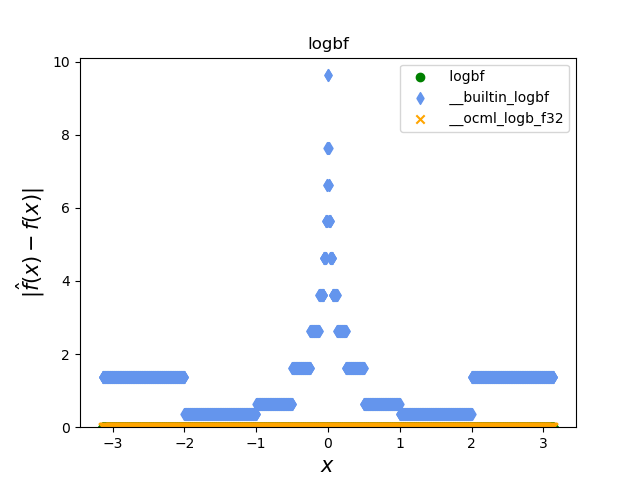 logbf
logbf
__builtin_logbf
__ocml_logb_f32
|f̂(x) − f(x)|
10
8
6
4
2
0
−3 −2 −1 0 1 2 3
x